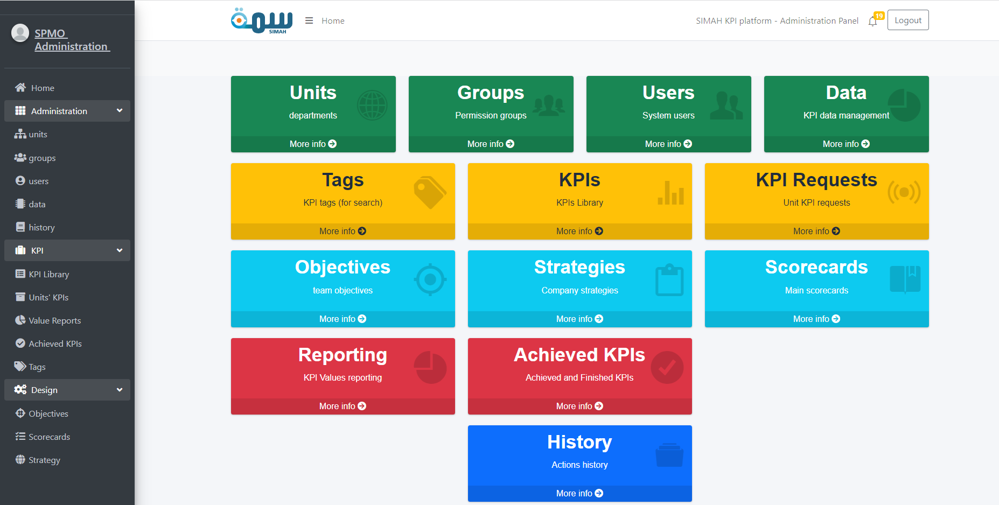 SPMO
Administration
Home
Administration
units
groups
users
data
history
KPI
KPI Library
Units' KPIs
Value Reports
Achieved KPIs
Tags
Design
Objectives
Scorecards
Strategy
سمة
SIMAH
Home
SIMAH KPI platform - Administration Panel
19
Logout
Units
departments
More info
Groups
Permission groups
More info
Users
System users
More info
Data
KPI data management
More info
Tags
KPI tags (for search)
More info
KPIs
KPIs Library
More info
KPI Requests
Unit KPI requests
More info
Objectives
team objectives
More info
Strategies
Company strategies
More info
Scorecards
Main scorecards
More info
Reporting
KPI Values reporting
More info
Achieved KPIs
Achieved and Finished KPIs
More info
History
Actions history
More info